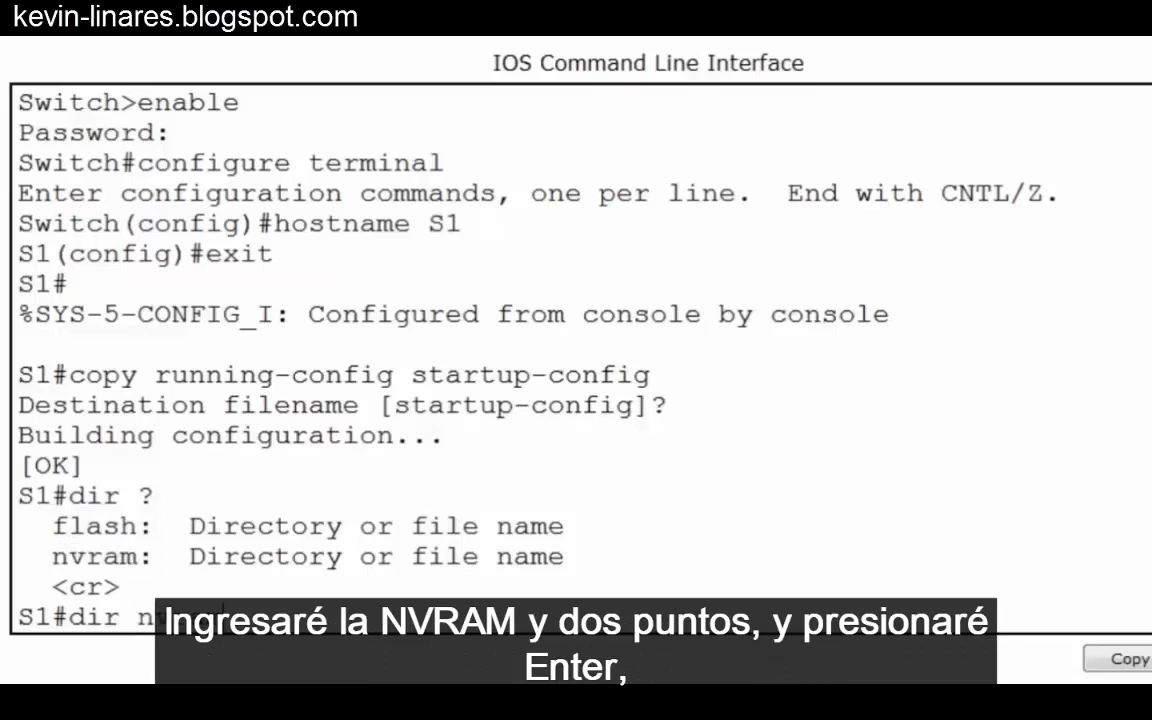 kevin-linares.blogspot.com
IOS Command Line Interface
Switch>enable
Password:
Switch#configure terminal
Enter configuration commands, one per line.  End with CNTL/Z.
Switch(config)#hostname S1
S1(config)#exit
S1#
%SYS-5-CONFIG_I: Configured from console by console
S1#copy running-config startup-config
Destination filename [startup-config]?
Building configuration...
[OK]
S1#dir ?
flash:  Directory or file name
nvram:  Directory or file name
<cr>
S1#dir
Ingresaré la NVRAM y dos puntos, y presionaré
Enter,
Copy